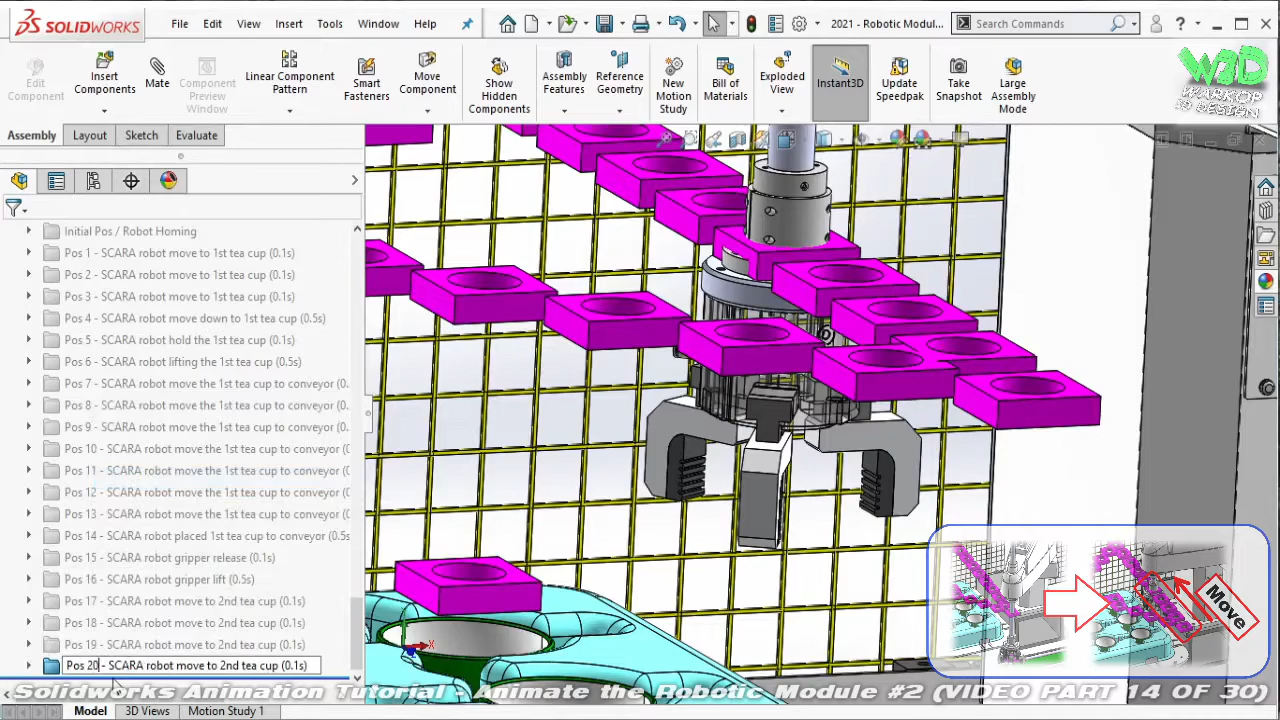 SOLIDWORKS
File Edit View Insert Tools Window Help
2021 - Robotic Modul...
Search Commands
?
Edit Component
Insert Components
Mate
Component Preview Window
Linear Component Pattern
Smart Fasteners
Move Component
Show Hidden Components
Assembly Features
Reference Geometry
New Motion Study
Bill of Materials
Exploded View
Instant3D
Update Speedpak
Take Snapshot
Large Assembly Mode
W3D
WORKUP
3D DESIGN
Assembly Layout Sketch Evaluate
Initial Pos / Robot Homing
Pos 1 - SCARA robot move to 1st tea cup (0.1s)
Pos 2 - SCARA robot move to 1st tea cup (0.1s)
Pos 3 - SCARA robot move to 1st tea cup (0.1s)
Pos 4 - SCARA robot move down to 1st tea cup (0.5s)
Pos 5 - SCARA robot hold the 1st tea cup (0.1s)
Pos 6 - SCARA robot lifting the 1st tea cup (0.5s)
Pos 7 - SCARA robot move the 1st tea cup to conveyor (0.
Pos 8 - SCARA robot move the 1st tea cup to conveyor (0.
Pos 9 - SCARA robot move the 1st tea cup to conveyor (0.
Pos 10 - SCARA robot move the 1st tea cup to conveyor (0
Pos 11 - SCARA robot move the 1st tea cup to conveyor (0
Pos 12 - SCARA robot move the 1st tea cup to conveyor (0
Pos 13 - SCARA robot move the 1st tea cup to conveyor (0
Pos 14 - SCARA robot placed 1st tea cup to conveyor (0.5s
Pos 15 - SCARA robot gripper release (0.1s)
Pos 16 - SCARA robot gripper lift (0.5s)
Pos 17 - SCARA robot move to 2nd tea cup (0.1s)
Pos 18 - SCARA robot move to 2nd tea cup (0.1s)
Pos 19 - SCARA robot move to 2nd tea cup (0.1s)
Pos 20 - SCARA robot move to 2nd tea cup (0.1s)
X
Move
Solidworks Animation Tutorial - Animate the Robotic Module #2 (VIDEO PART 14 OF 30)
Model 3D Views Motion Study 1